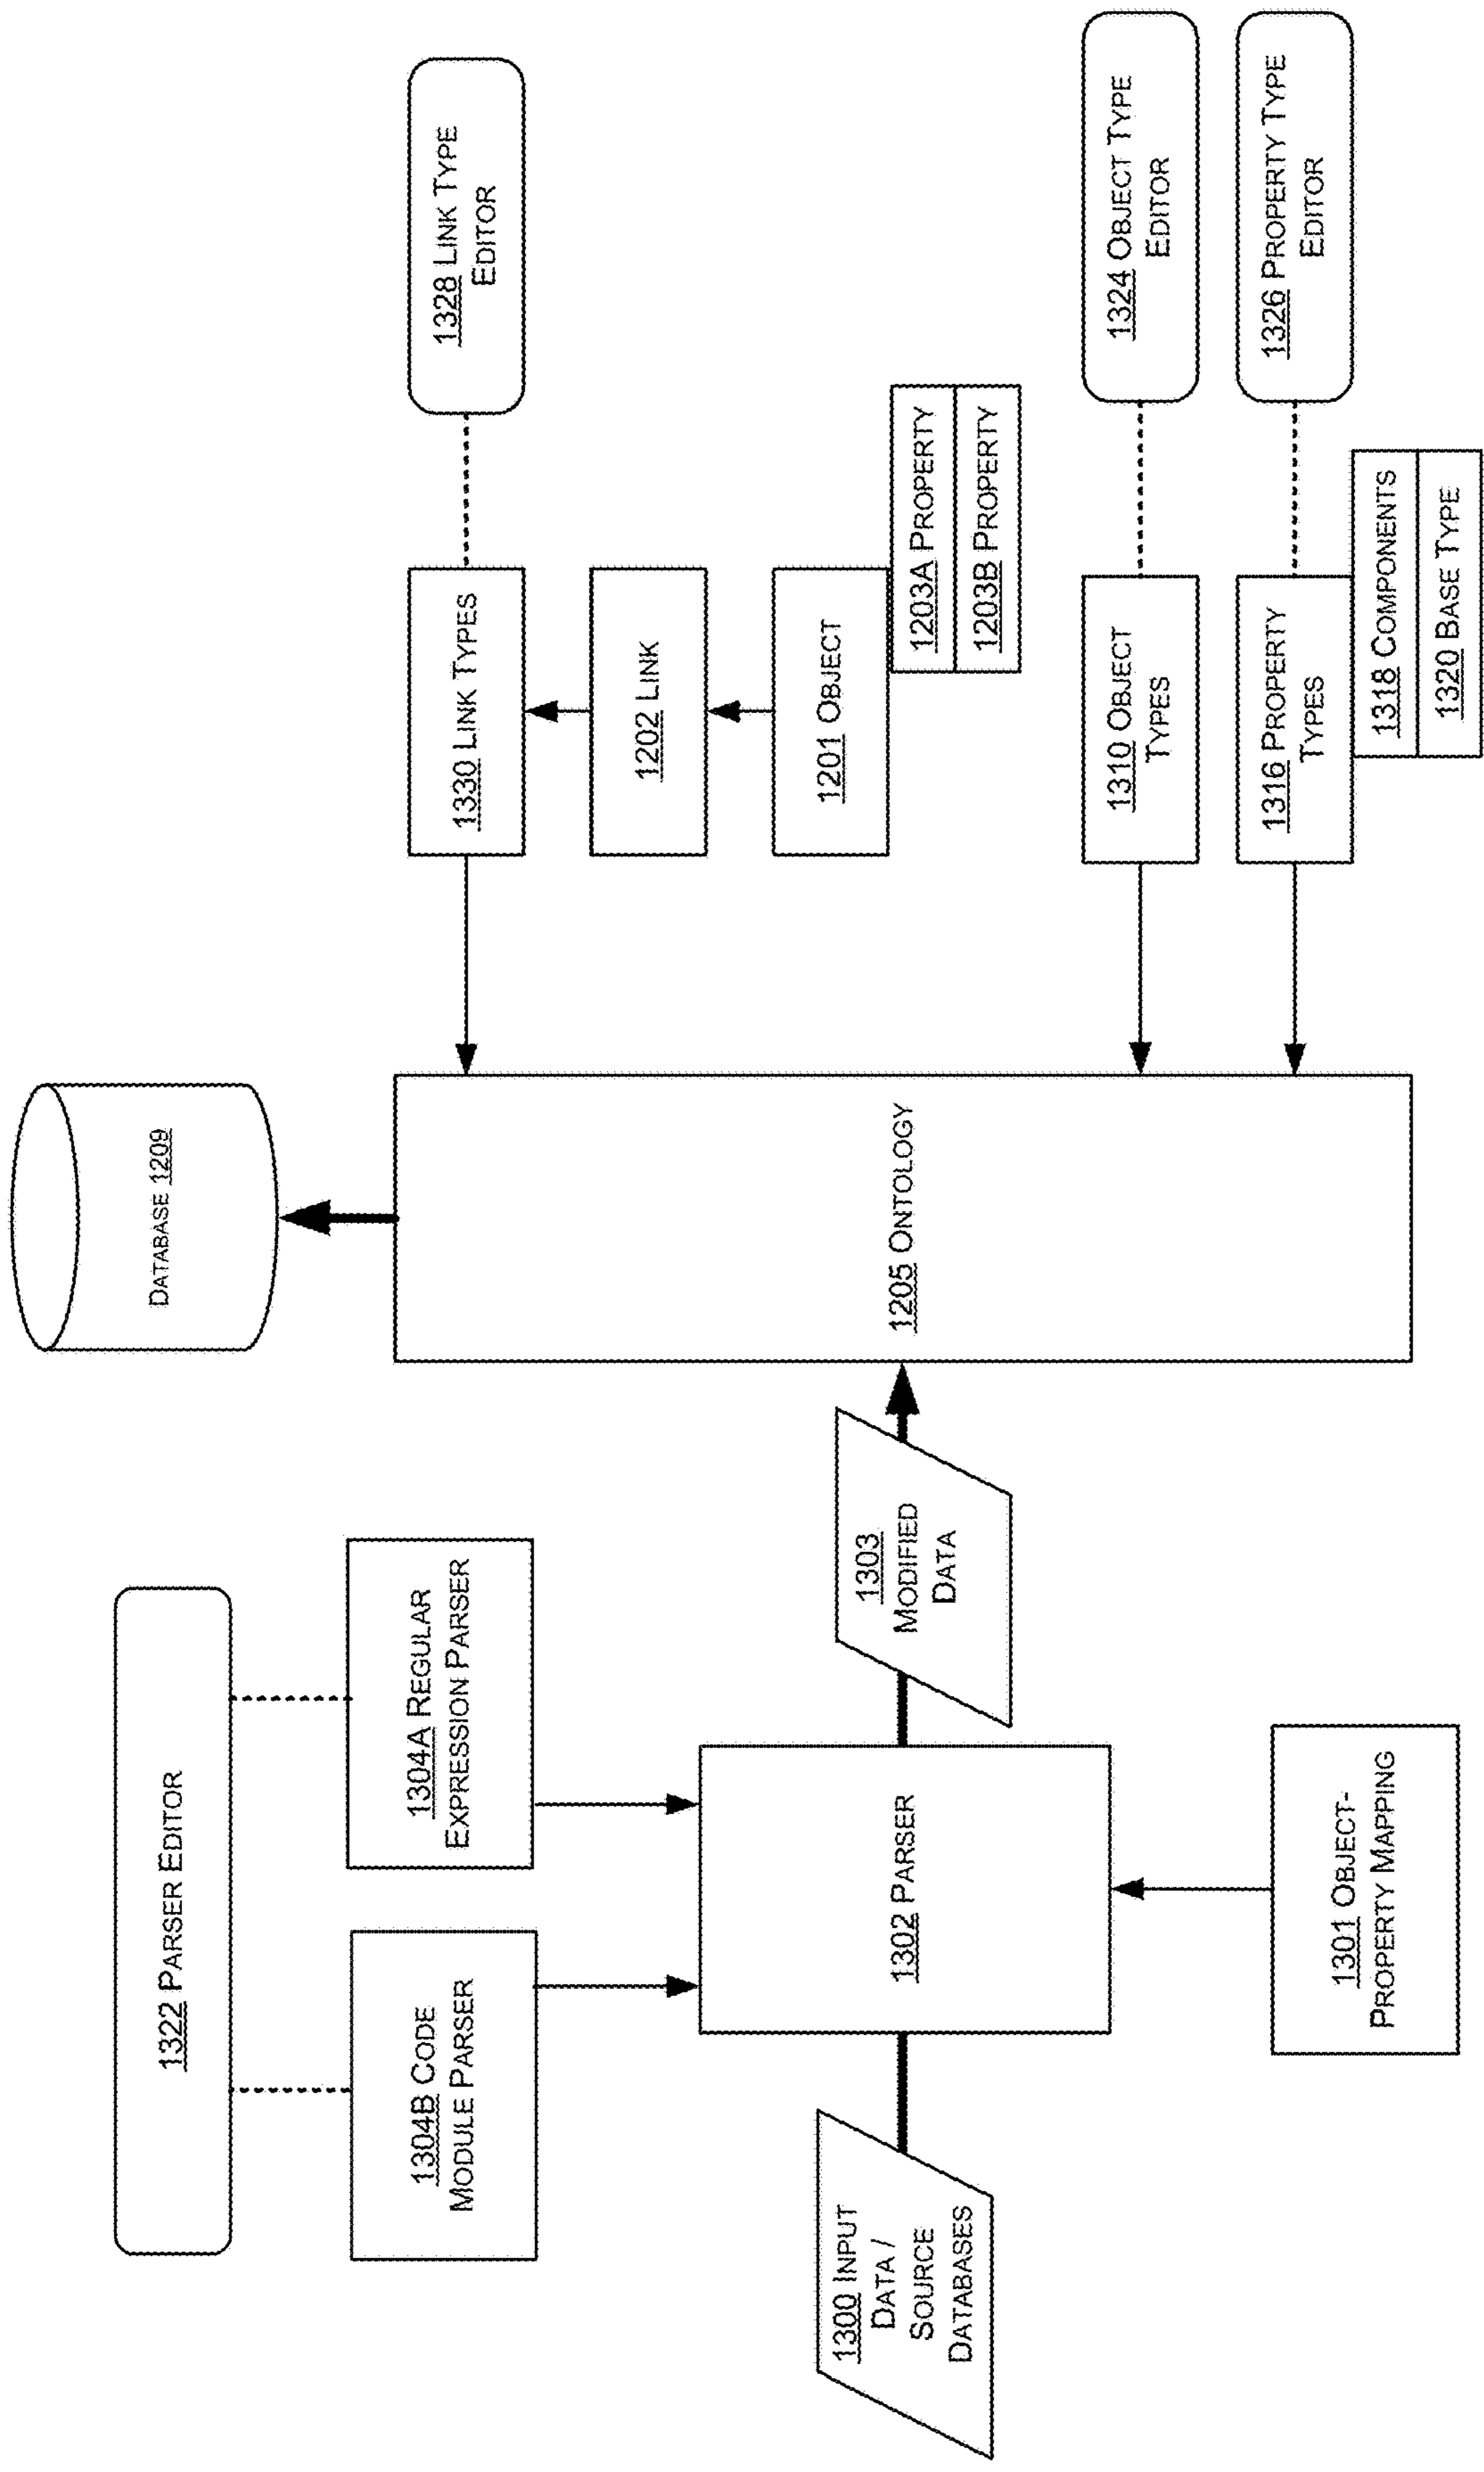 DATABASE 1209
1322 PARSER EDITOR
1304B CODE
MODULE PARSER
1304A REGULAR
EXPRESSION PARSER
1300 INPUT
DATA /
SOURCE
DATABASES
1302 PARSER
1303
MODIFIED
DATA
1301 OBJECT-
PROPERTY MAPPING
1205 ONTOLOGY
1330 LINK TYPES
1328 LINK TYPE
EDITOR
1202 LINK
1201 OBJECT
1203A PROPERTY
1203B PROPERTY
1310 OBJECT
TYPES
1324 OBJECT TYPE
EDITOR
1316 PROPERTY
TYPES
1326 PROPERTY TYPE
EDITOR
1318 COMPONENTS
1320 BASE TYPE